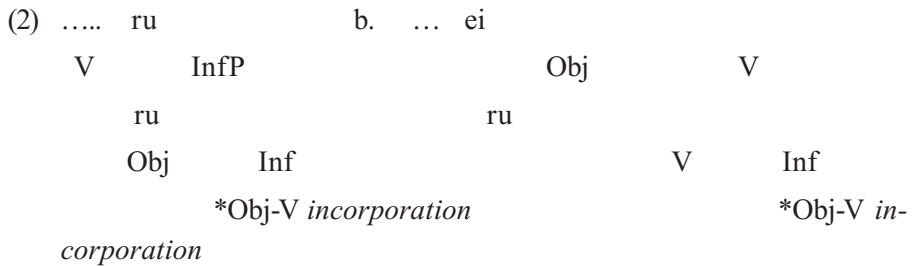 (2) ….. ru b. … ei
V InfP Obj V
ru ru
Obj Inf V Inf
*Obj-V incorporation *Obj-V in-
corporation